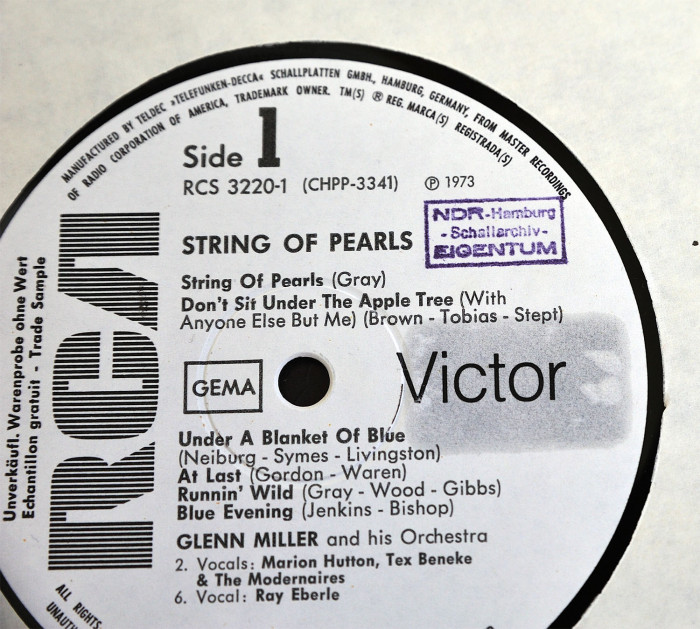 MANUFACTURED BY TELDEC »TELEFUNKEN-DECCA« SCHALLPLATTEN GMBH., HAMBURG, GERMANY, FROM MASTER RECORDINGS
OF RADIO CORPORATION OF AMERICA, TRADEMARK OWNER. TM(S) ® REG. MARCA(S) REGISTRADA(S)
Side 1
RCS 3220-1 (CHPP-3341) ℗ 1973
NDR-Hamburg
- Schallarchiv -
EIGENTUM
STRING OF PEARLS
String Of Pearls (Gray)
Don't Sit Under The Apple Tree (With
Anyone Else But Me) (Brown - Tobias - Stept)
GEMA
Victor
RCA
Unverkäufl. Warenprobe ohne Wert
Echantillon gratuit - Trade Sample
Under A Blanket Of Blue
(Neiburg - Symes - Livingston)
At Last (Gordon - Warren)
Runnin' Wild (Gray - Wood - Gibbs)
Blue Evening (Jenkins - Bishop)
GLENN MILLER and his Orchestra
2. Vocals: Marion Hutton, Tex Beneke
& The Modernaires
6. Vocal: Ray Eberle
ALL RIGHTS